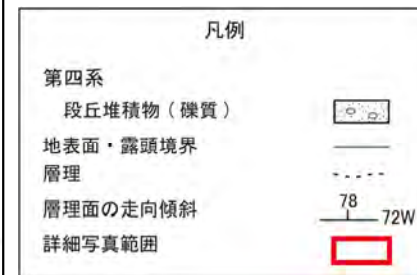 凡例
第四系
段丘堆積物（礫質）
地表面・露頭境界
層理
層理面の走向傾斜
78
72W
詳細写真範囲